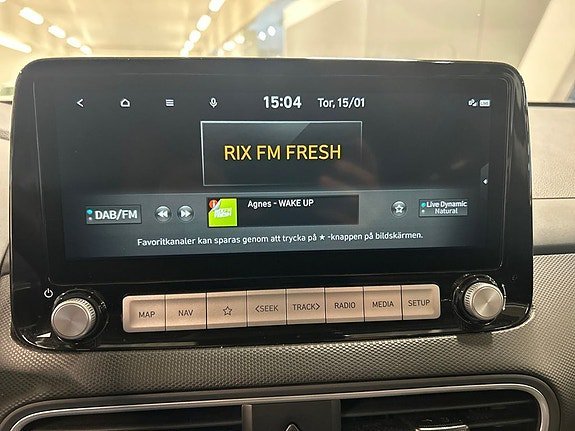 15:04 Tor, 15/01
RIX FM FRESH
DAB/FM
Agnes - WAKE UP
Live Dynamic
Natural
Favoritkanaler kan sparas genom att trycka på ★ -knappen på bildskärmen.
MAP NAV ☆ <SEEK TRACK> RADIO MEDIA SETUP